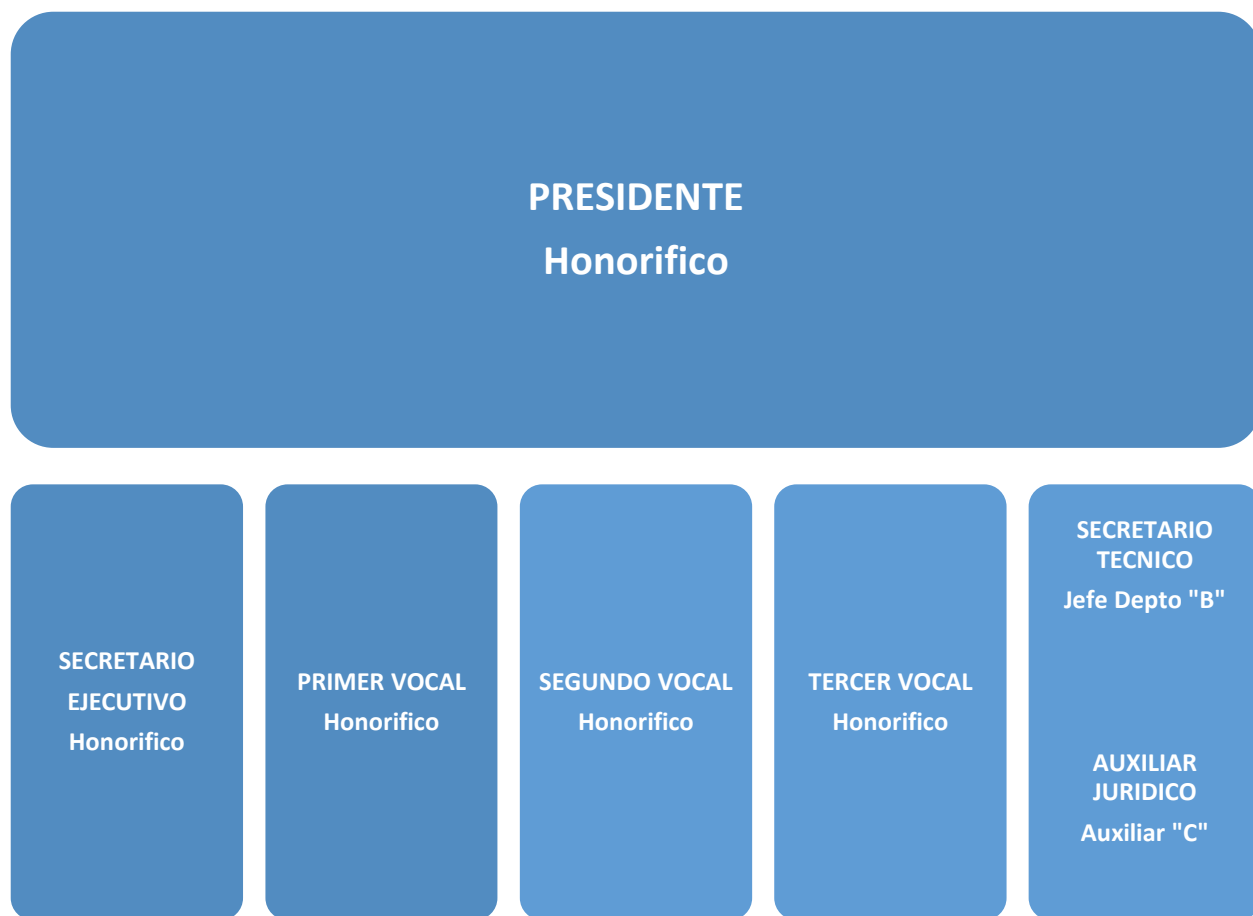 PRESIDENTE
Honorifico
SECRETARIO
EJECUTIVO
Honorifico
PRIMER VOCAL
Honorifico
SEGUNDO VOCAL
Honorifico
TERCER VOCAL
Honorifico
SECRETARIO
TECNICO
Jefe Depto "B"
AUXILIAR
JURIDICO
Auxiliar "C"